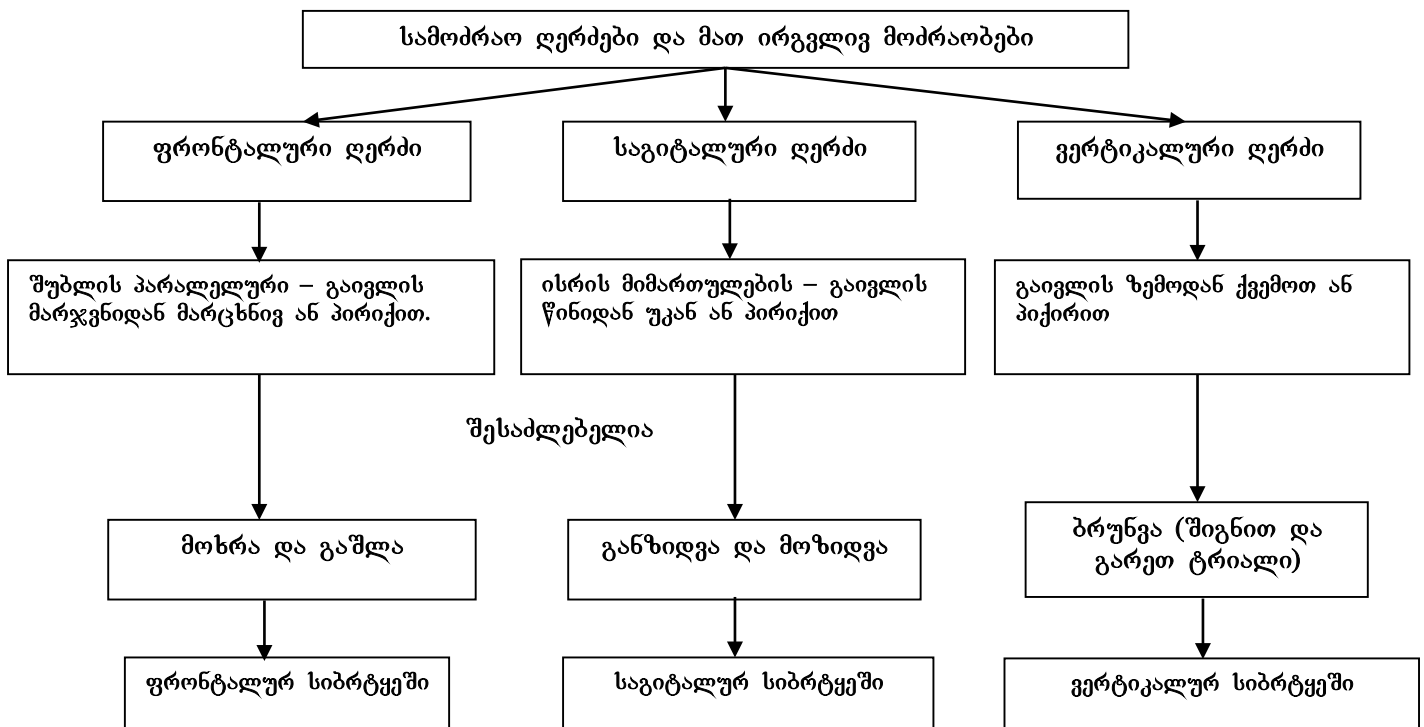 სამოძრაო ღერძები და მათ ირგვლივ მოძრაობები
ფრონტალური ღერძი
საგიტალური ღერძი
ვერტიკალური ღერძი
შუბლის პარალელური – გაივლის
მარჯვნიდან მარცხნივ ან პირიქით.
ისრის მიმართულების – გაივლის
წინიდან უკან ან პირიქით
გაივლის ზემოდან ქვემოთ ან
პიქირით
შესაძლებელია
მოხრა და გაშლა
განზიდვა და მოზიდვა
ბრუნვა (შიგნით და
გარეთ ტრიალი)
ფრონტალურ სიბრტყეში
საგიტალურ სიბრტყეში
ვერტიკალურ სიბრტყეში